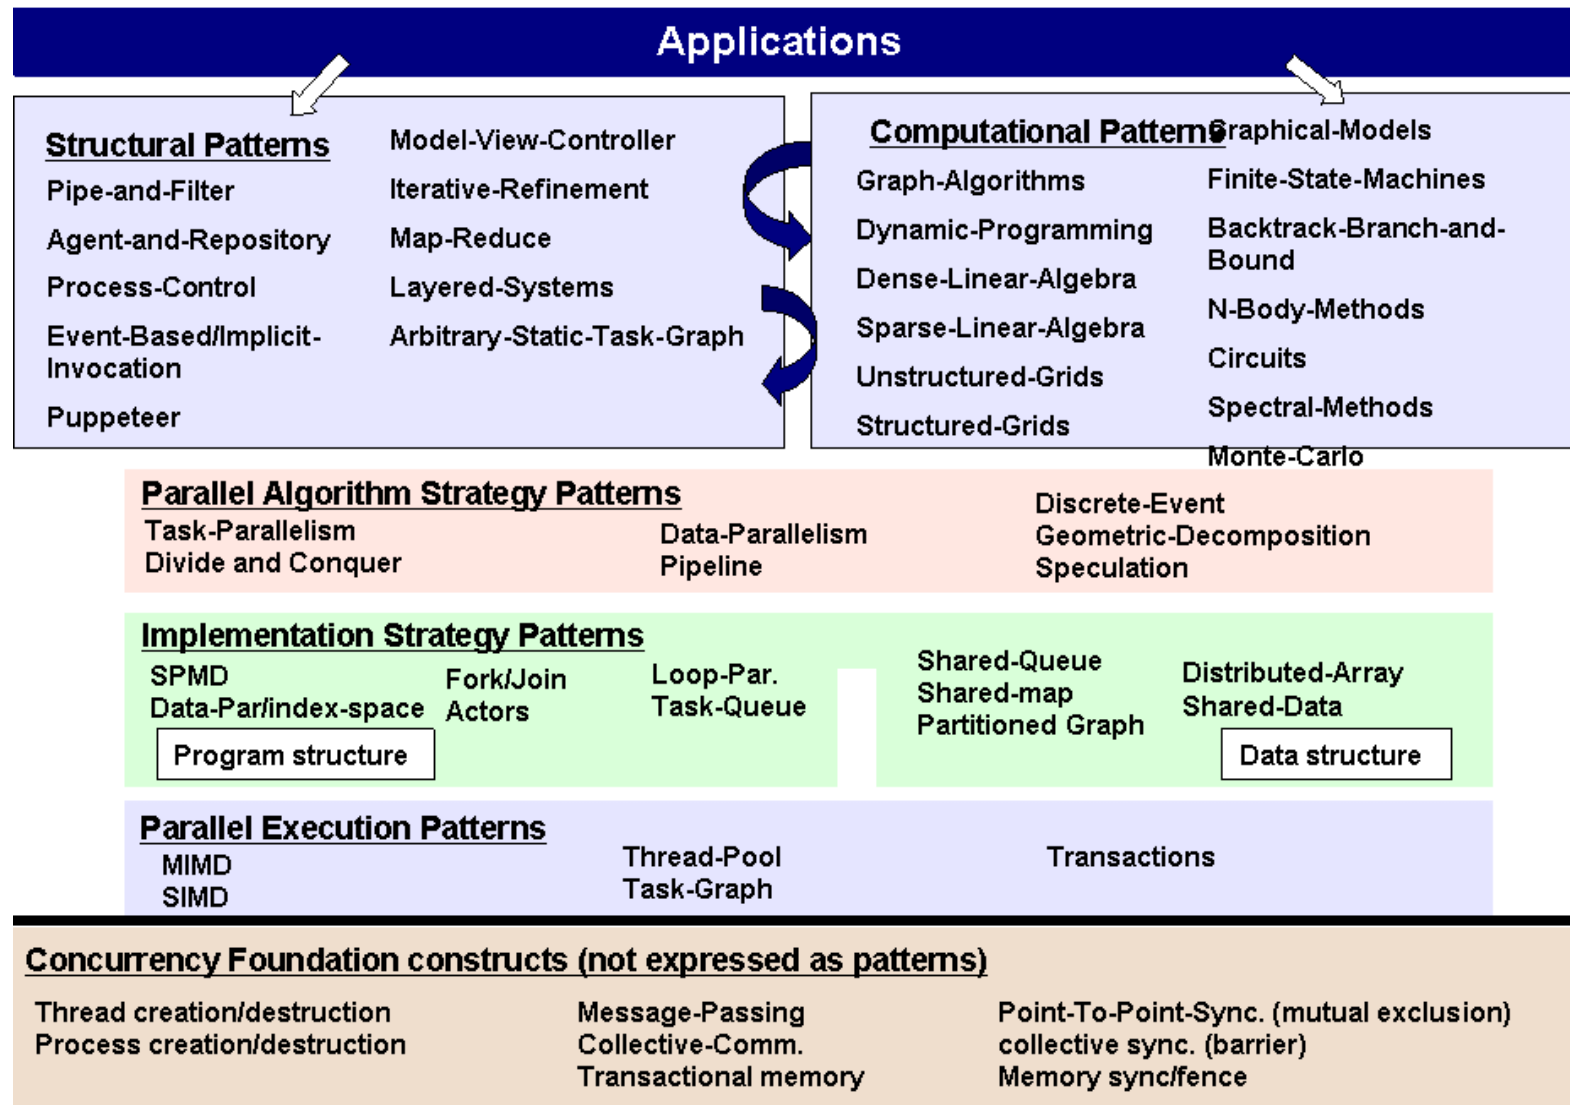 Applications
Structural Patterns
Pipe-and-Filter
Agent-and-Repository
Process-Control
Event-Based/Implicit-
Invocation
Puppeteer
Model-View-Controller
Iterative-Refinement
Map-Reduce
Layered-Systems
Arbitrary-Static-Task-Graph
Computational Patterns
Graph-Algorithms
Dynamic-Programming
Dense-Linear-Algebra
Sparse-Linear-Algebra
Unstructured-Grids
Structured-Grids
Graphical-Models
Finite-State-Machines
Backtrack-Branch-and-
Bound
N-Body-Methods
Circuits
Spectral-Methods
Monte-Carlo
Parallel Algorithm Strategy Patterns
Task-Parallelism
Divide and Conquer
Data-Parallelism
Pipeline
Discrete-Event
Geometric-Decomposition
Speculation
Implementation Strategy Patterns
SPMD
Data-Par/index-space
Fork/Join
Actors
Loop-Par.
Task-Queue
Program structure
Shared-Queue
Shared-map
Partitioned Graph
Distributed-Array
Shared-Data
Data structure
Parallel Execution Patterns
MIMD
SIMD
Thread-Pool
Task-Graph
Transactions
Concurrency Foundation constructs (not expressed as patterns)
Thread creation/destruction
Process creation/destruction
Message-Passing
Collective-Comm.
Transactional memory
Point-To-Point-Sync. (mutual exclusion)
collective sync. (barrier)
Memory sync/fence